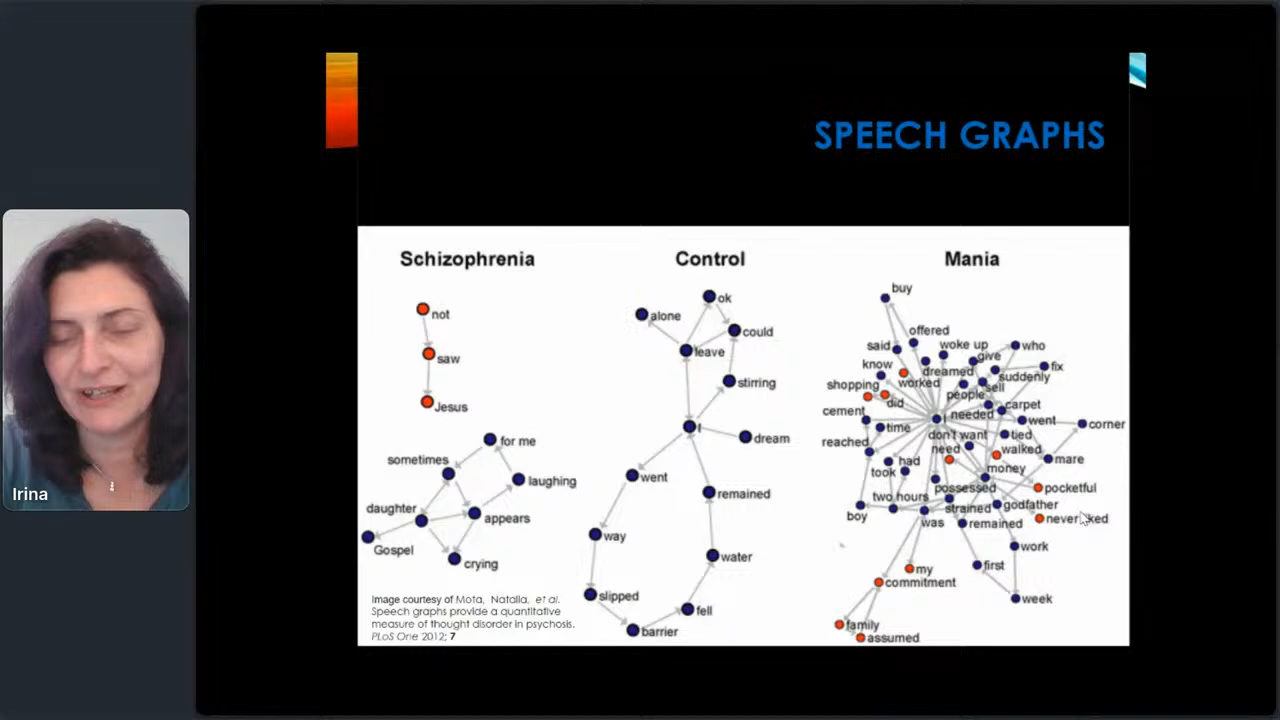 SPEECH GRAPHS
Schizophrenia
not
saw
Jesus
for me
sometimes
laughing
daughter
appears
Gospel
crying
Image courtesy of Mota, Natalia, et al.
Speech graphs provide a quantitative
measure of thought disorder in psychosis.
PLoS One 2012; 7
Control
ok
alone
could
leave
stirring
I
dream
went
remained
way
water
slipped
fell
barrier
Mania
buy
offered
said
woke up
who
give
know
dreamed
fix
suddenly
shopping
worked
sell
people
did
carpet
cement
needed
I
went
corner
time
don't want
tied
reached
need
walked
had
money
mare
took
possessed
pocketful
two hours
strained
godfather
boy
was
remained
never
work
first
my
commitment
week
family
assumed
Irina